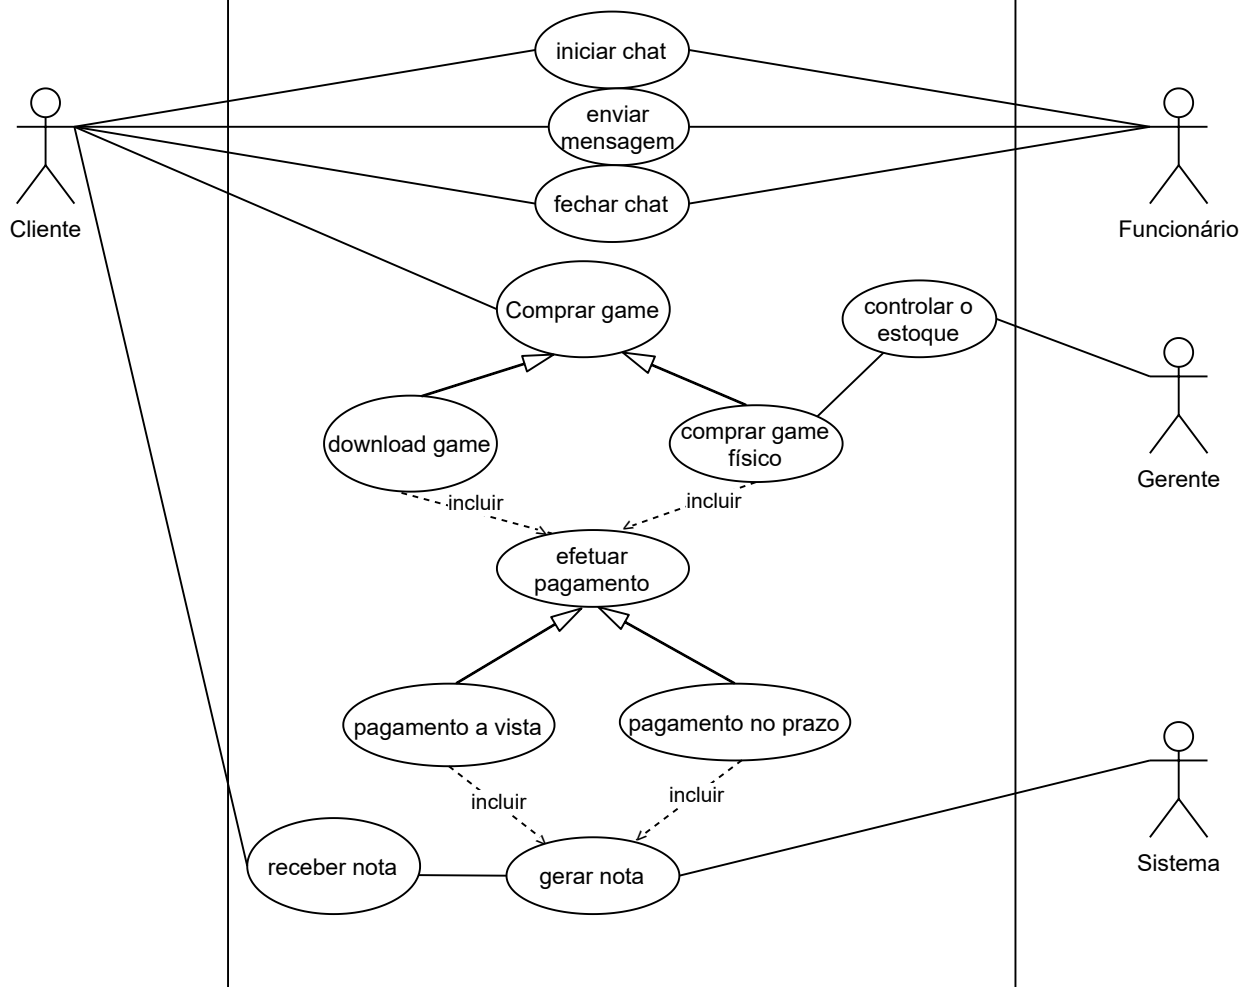 iniciar chat
enviar
mensagem
fechar chat
Cliente
Funcionário
Comprar game
controlar o
estoque
download game
comprar game
físico
Gerente
incluir
incluir
efetuar
pagamento
pagamento a vista
pagamento no prazo
incluir
incluir
receber nota
gerar nota
Sistema